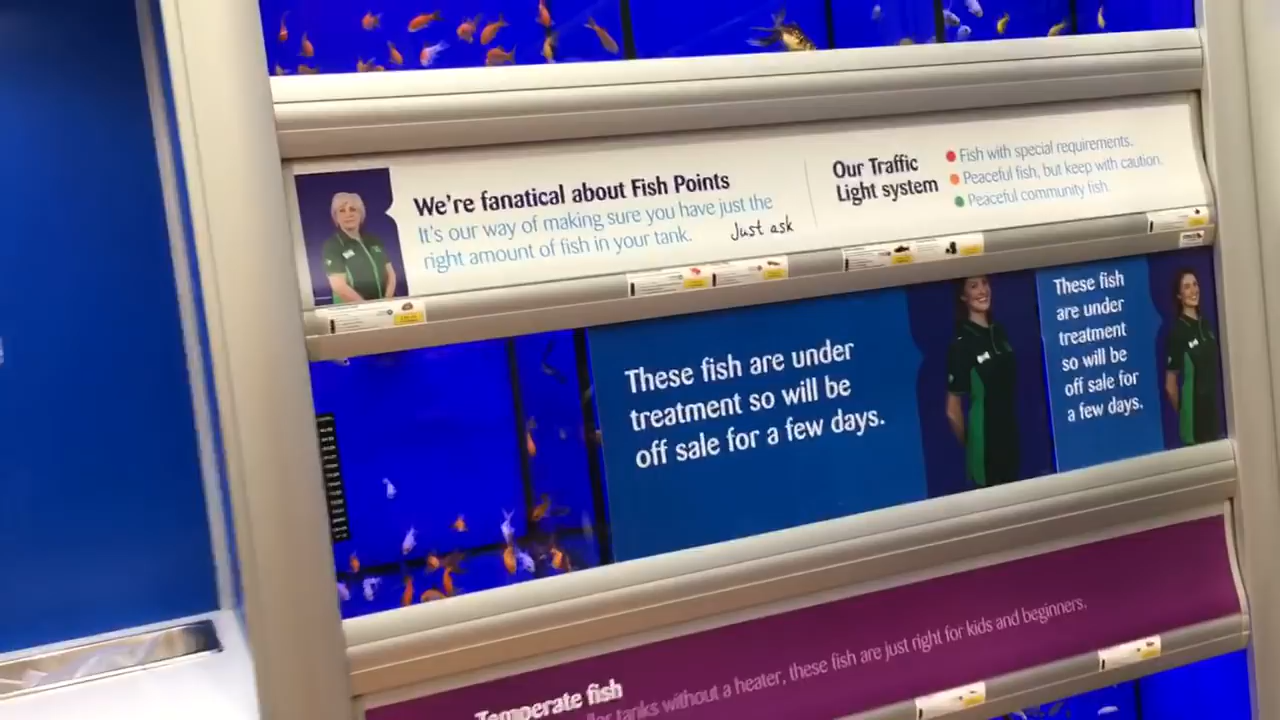 We're fanatical about Fish Points
It's our way of making sure you have just the
right amount of fish in your tank.
Just ask
Our Traffic
Light system
Fish with special requirements.
Peaceful fish, but keep with caution.
Peaceful community fish.
These fish are under
treatment so will be
off sale for a few days.
These fish
are under
treatment
so will be
off sale for
a few days.
Temperate fish
tanks without a heater, these fish are just right for kids and beginners.